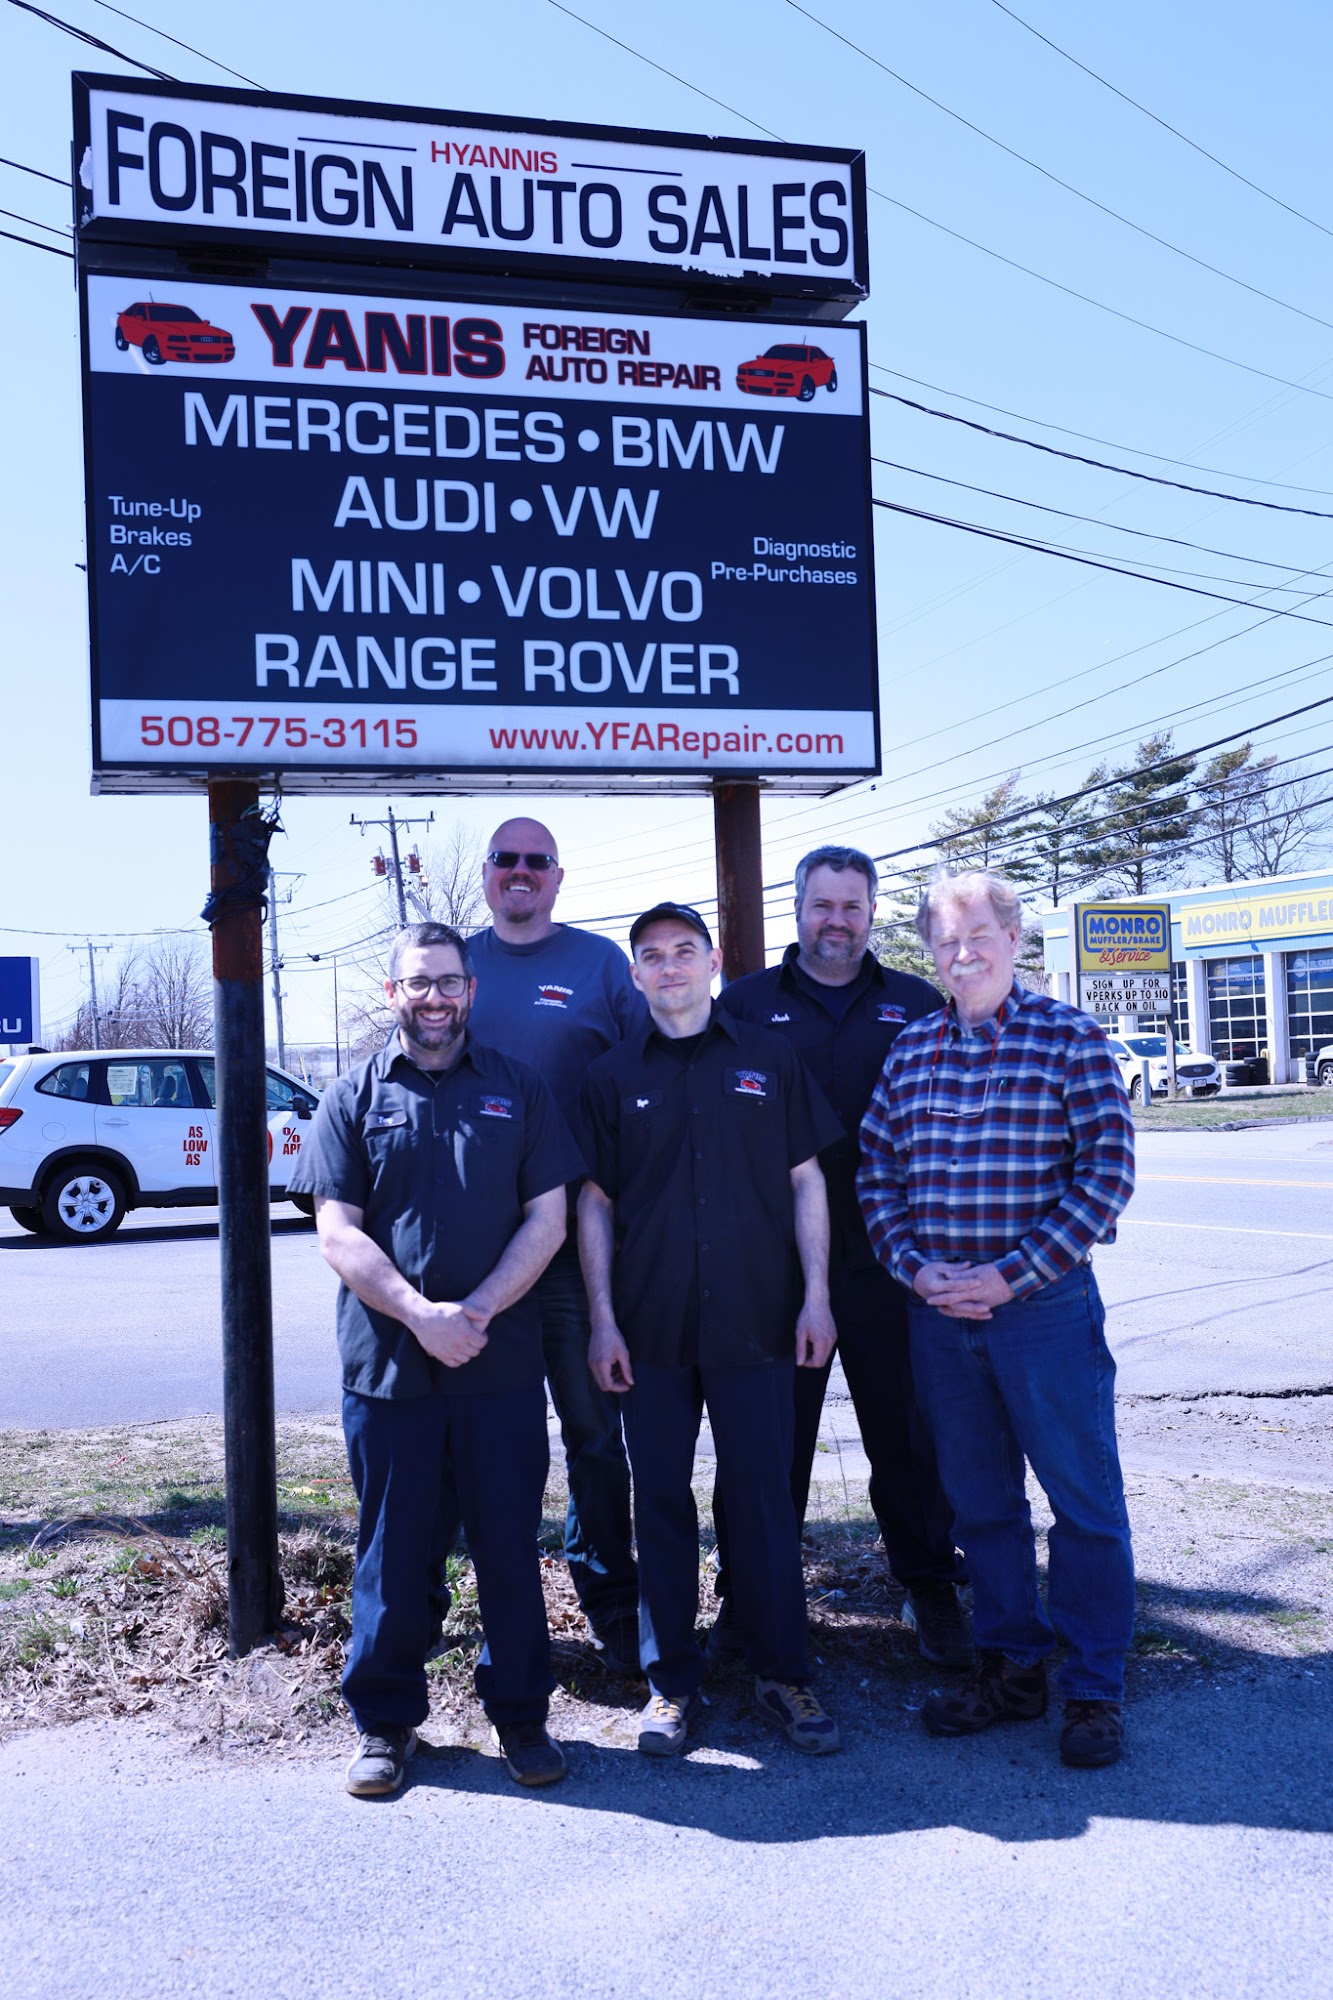 HYANNIS
FOREIGN AUTO SALES
YANIS
FOREIGN
AUTO REPAIR
MERCEDES • BMW
AUDI • VW
MINI • VOLVO
RANGE ROVER
Tune-Up
Brakes
A/C
Diagnostic
Pre-Purchases
508-775-3115
www.YFARepair.com
YANIS
Josh
MONRO
MUFFLER/BRAKE
& Service
SIGN UP FOR
VPERKS UP TO $10
BACK ON OIL
MONRO MUFFLER
AS
LOW
AS
%